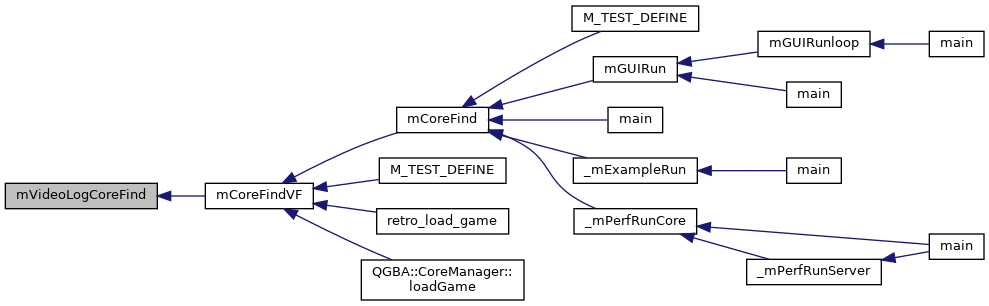 mVideoLogCoreFind
mCoreFindVF
mCoreFind
M_TEST_DEFINE
mGUIRun
mGUIRunloop
main
main
main
_mExampleRun
main
_mPerfRunCore
main
_mPerfRunServer
M_TEST_DEFINE
retro_load_game
QGBA::CoreManager::
loadGame